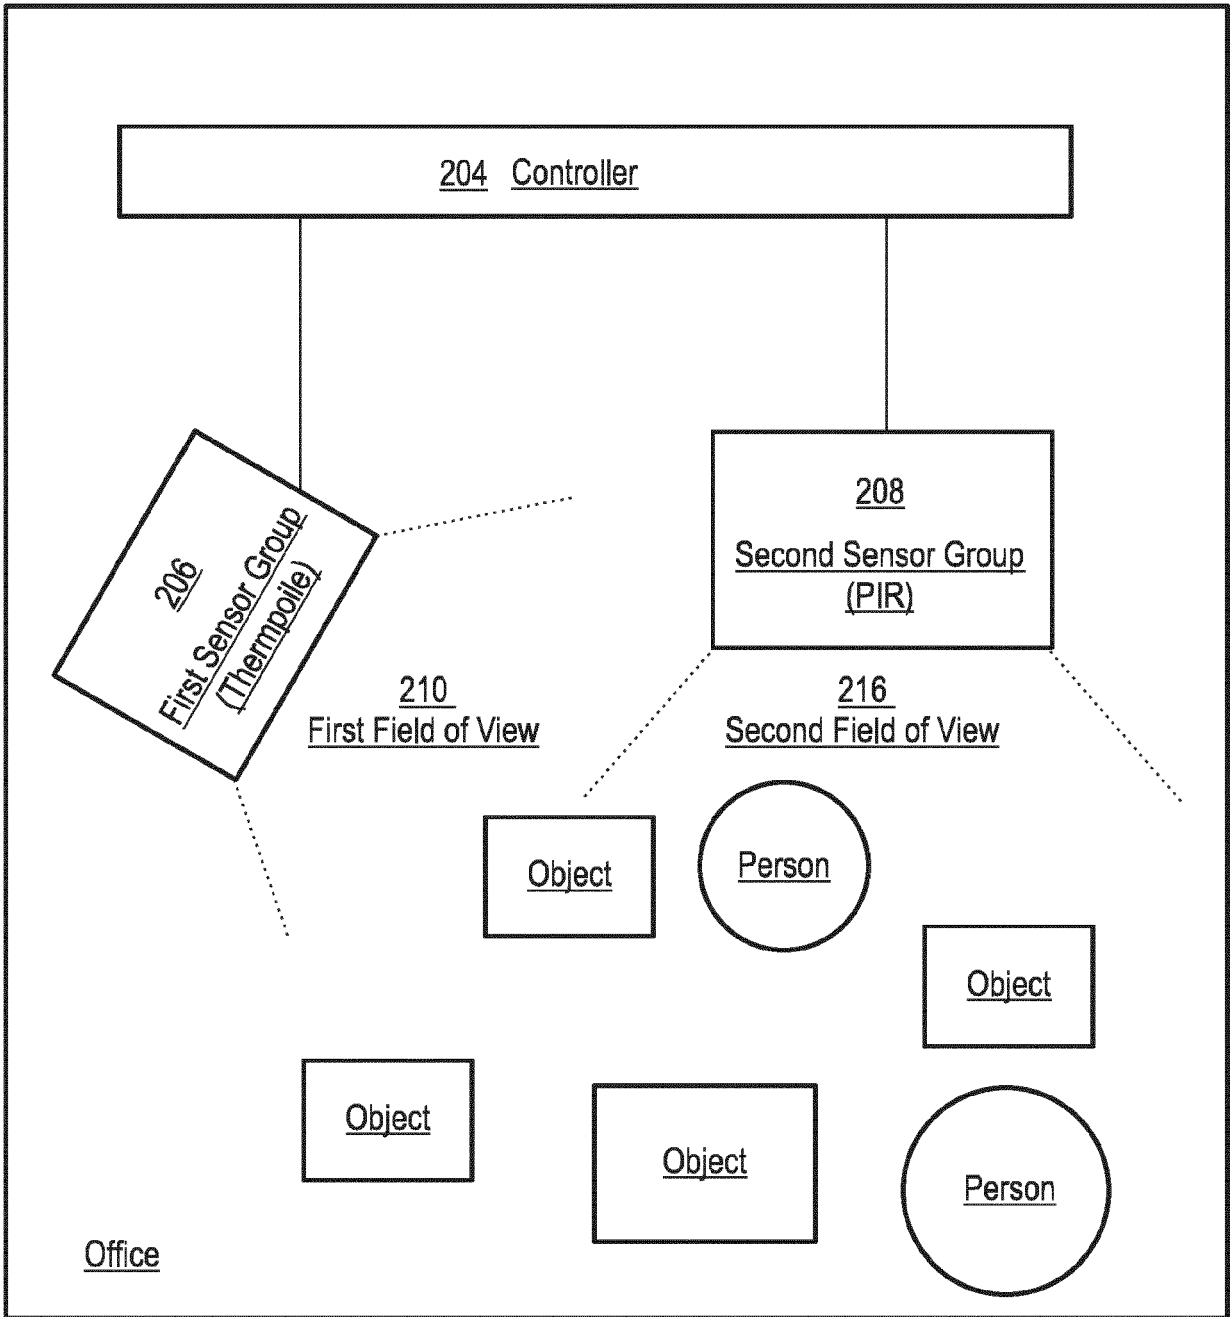 204 Controller
206
First Sensor Group
(Thermpoile)
208
Second Sensor Group
(PIR)
210
First Field of View
216
Second Field of View
Object
Person
Object
Object
Object
Person
Office